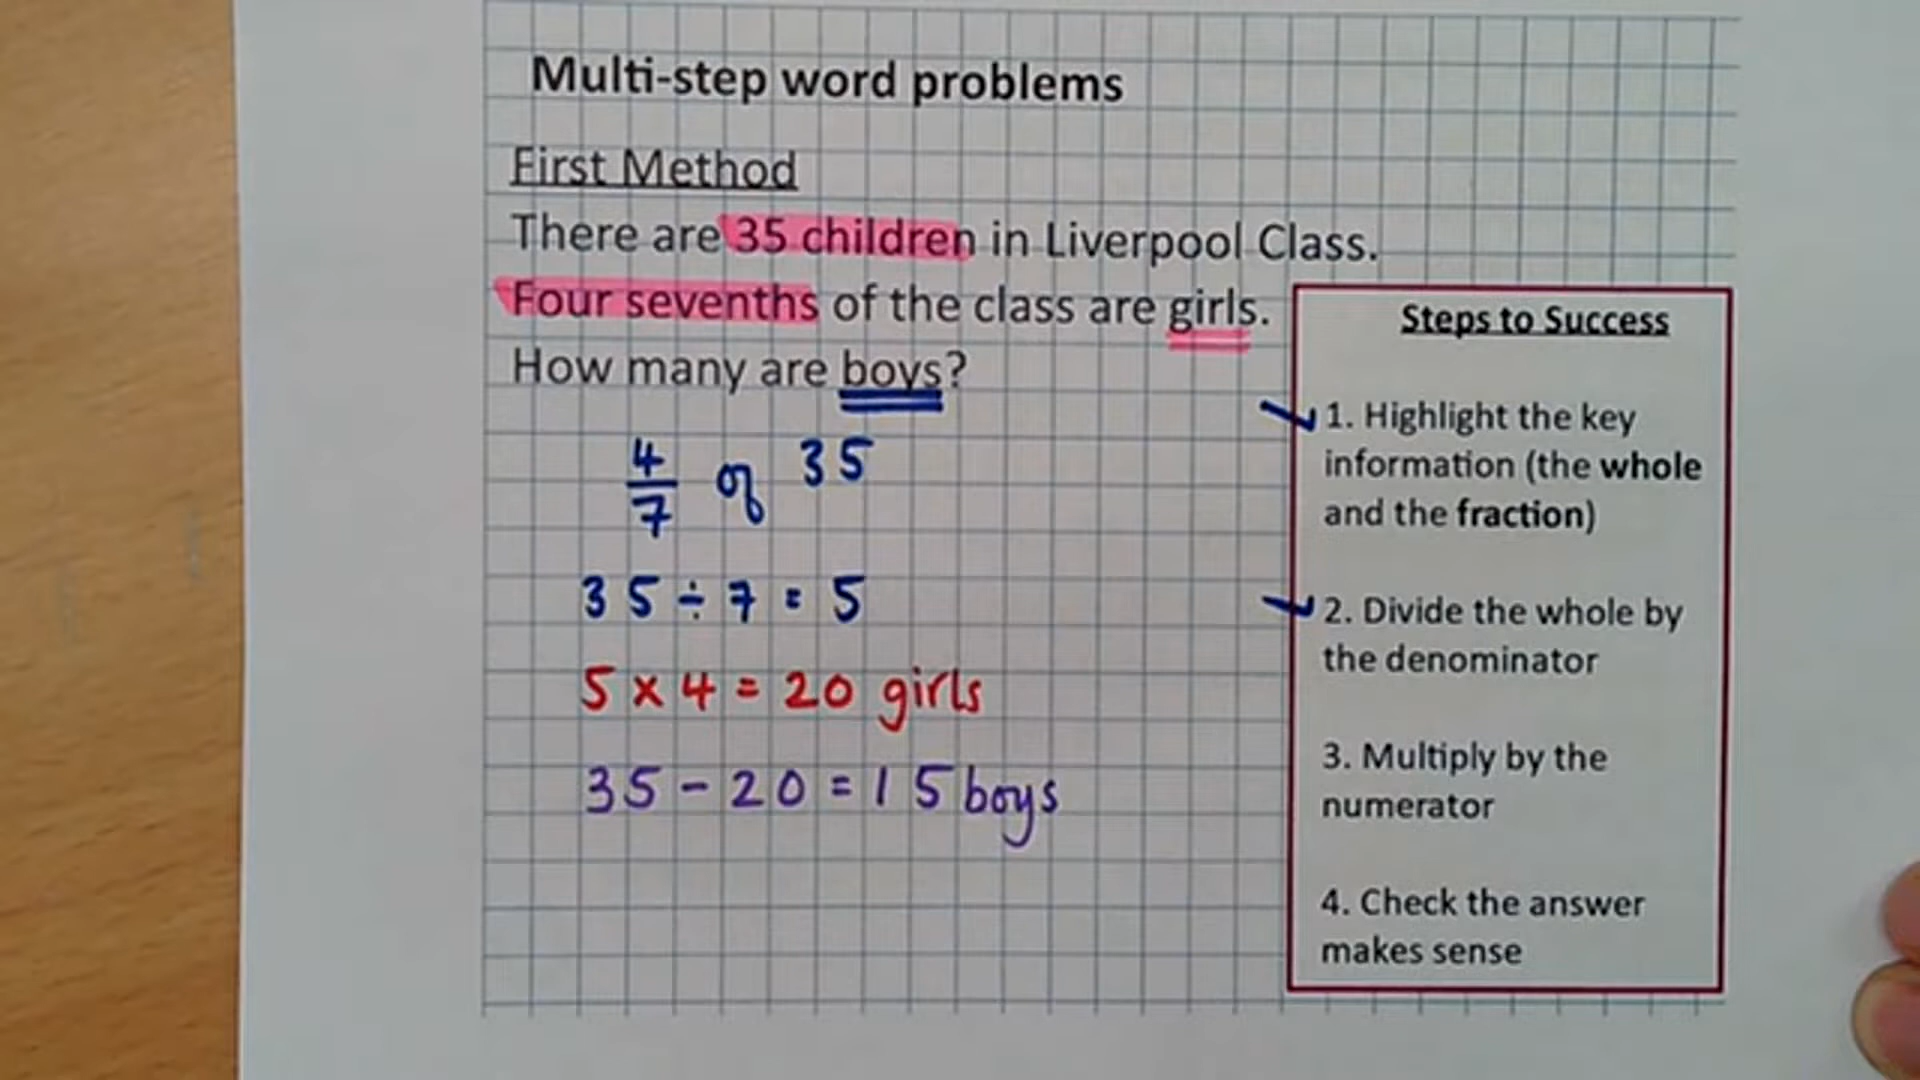 Multi-step word problems
First Method
There are 35 children in Liverpool Class.
Four sevenths of the class are girls.
How many are boys?
4/7 of 35
35 ÷ 7 = 5
5 x 4 = 20 girls
35 - 20 = 15 boys
Steps to Success
1. Highlight the key
information (the whole
and the fraction)
2. Divide the whole by
the denominator
3. Multiply by the
numerator
4. Check the answer
makes sense